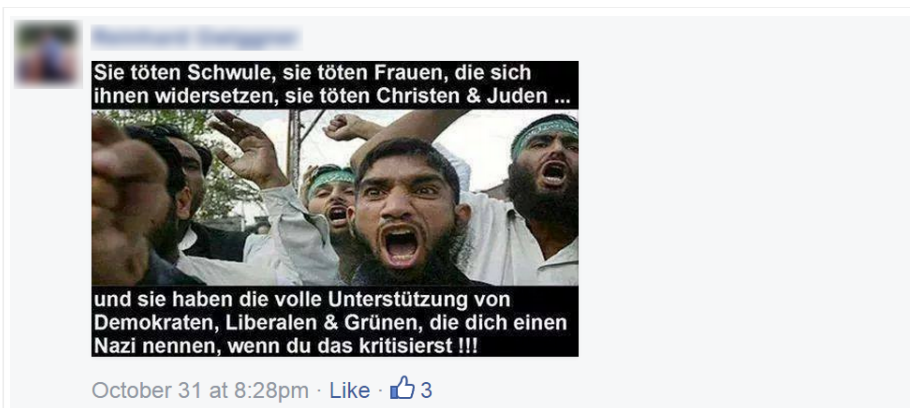 Sie töten Schwule, sie töten Frauen, die sich
ihnen widersetzen, sie töten Christen & Juden ...
und sie haben die volle Unterstützung von
Demokraten, Liberalen & Grünen, die dich einen
Nazi nennen, wenn du das kritisierst !!!
October 31 at 8:28pm · Like · 3